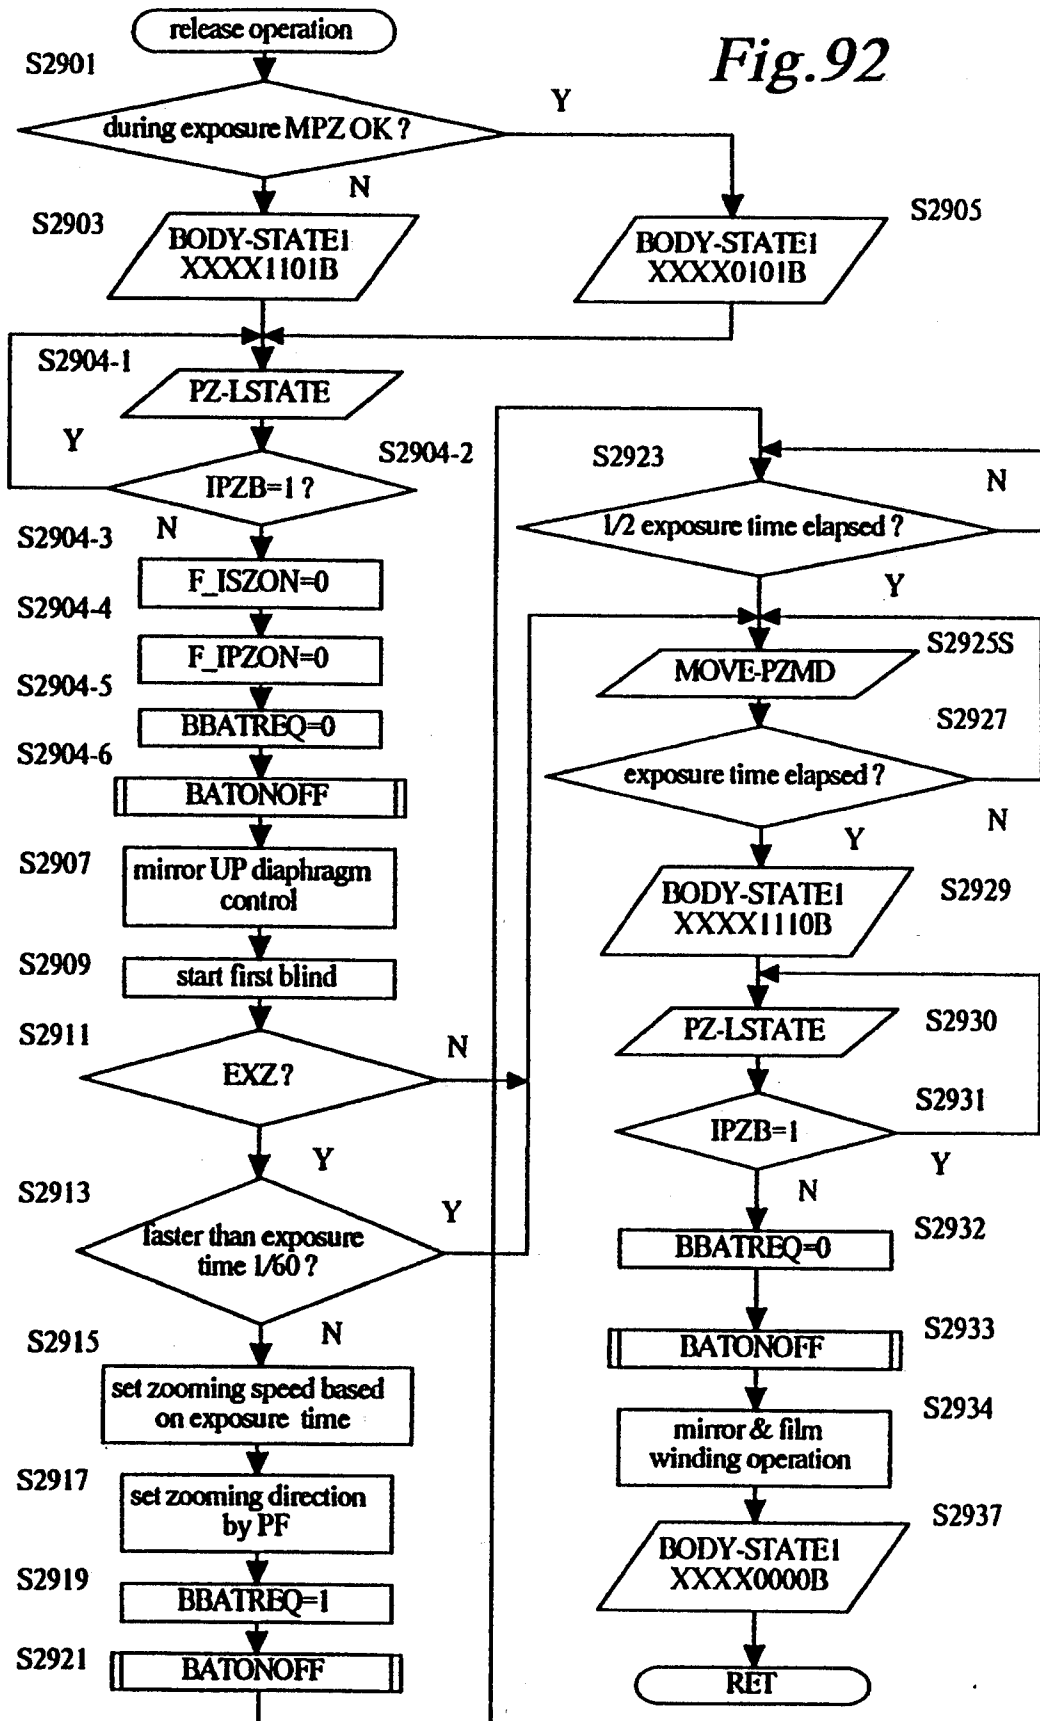 release operation
Fig.92
S2901
during exposure MPZ OK ?
Y
N
S2903
BODY-STATE1
XXXX1101B
S2905
BODY-STATE1
XXXX0101B
S2904-1
PZ-LSTATE
Y
S2904-2
IPZB=1 ?
N
S2904-3
F_ISZON=0
S2904-4
F_IPZON=0
S2904-5
BBATREQ=0
S2904-6
BATONOFF
S2907
mirror UP diaphragm
control
S2909
start first blind
S2911
EXZ ?
N
Y
S2913
faster than exposure
time 1/60 ?
Y
N
S2915
set zooming speed based
on exposure time
S2917
set zooming direction
by PF
S2919
BBATREQ=1
S2921
BATONOFF
S2923
N
1/2 exposure time elapsed ?
Y
S2925S
MOVE-PZMD
S2927
exposure time elapsed ?
N
Y
S2929
BODY-STATE1
XXXX1110B
S2930
PZ-LSTATE
S2931
IPZB=1
Y
N
S2932
BBATREQ=0
S2933
BATONOFF
S2934
mirror & film
winding operation
S2937
BODY-STATE1
XXXX0000B
RET